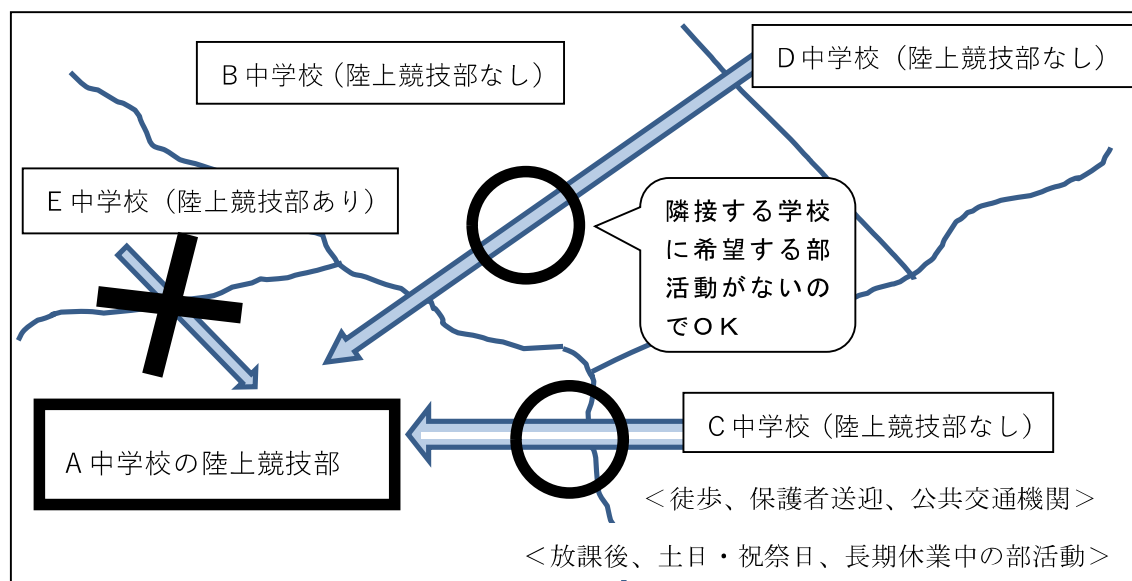 B中学校（陸上競技部なし）
D中学校（陸上競技部なし）
E中学校（陸上競技部あり）
隣接する学校
に希望する部
活動がないの
でＯＫ
A中学校の陸上競技部
C中学校（陸上競技部なし）
＜徒歩、保護者送迎、公共交通機関＞
＜放課後、土日・祝祭日、長期休業中の部活動＞